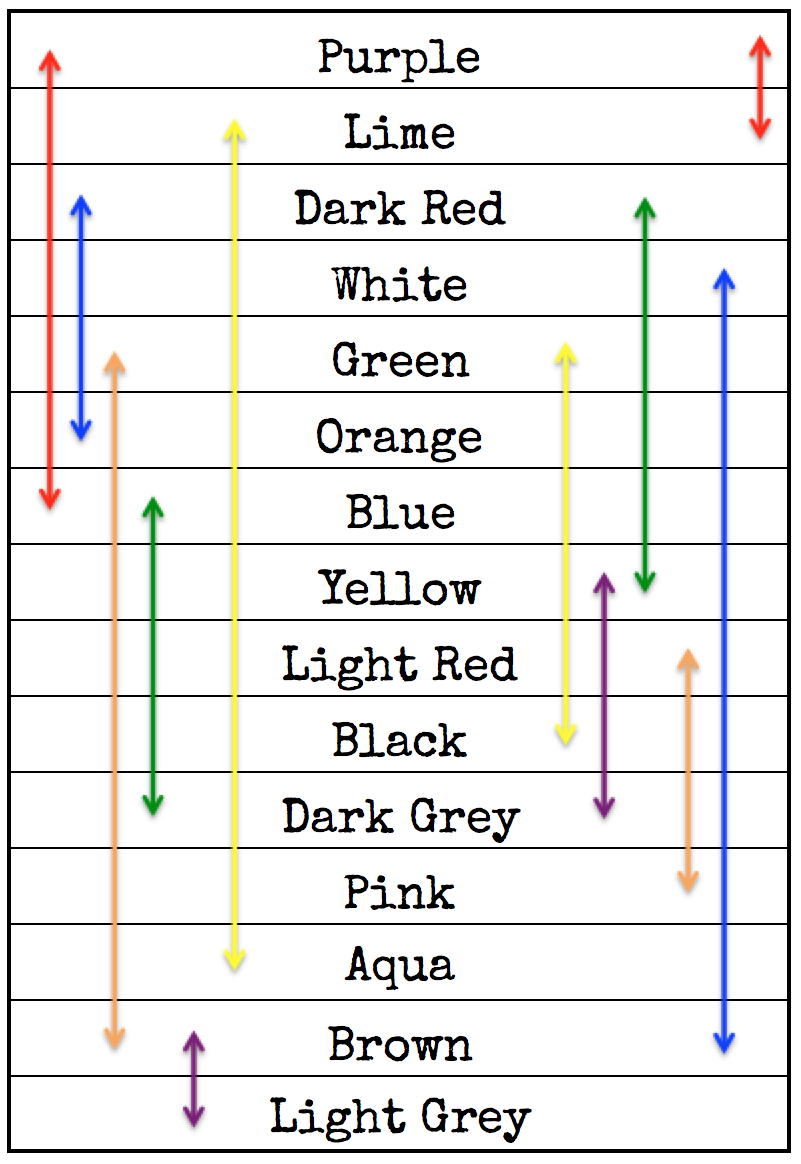 Purple
Lime
Dark Red
White
Green
Orange
Blue
Yellow
Light Red
Black
Dark Grey
Pink
Aqua
Brown
Light Grey